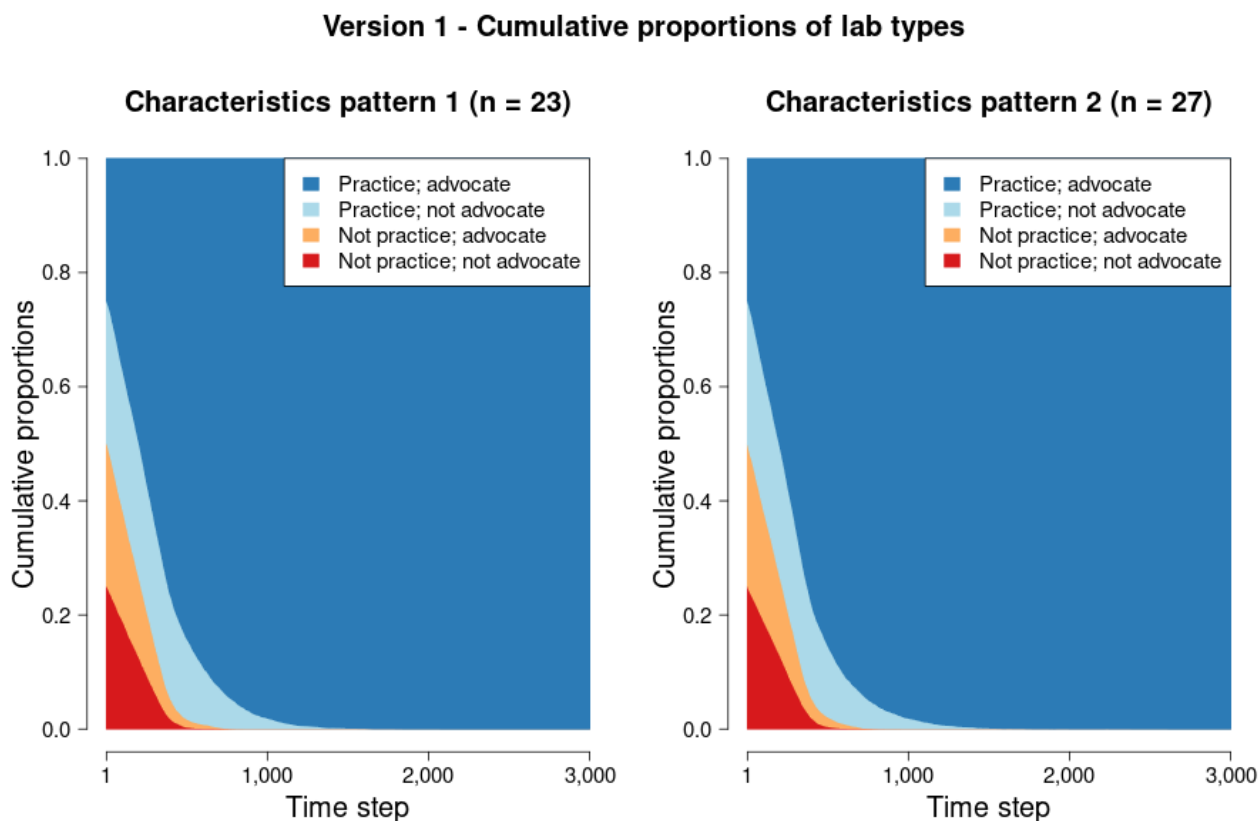 Version 1 - Cumulative proportions of lab types
Characteristics pattern 1 (n = 23)
Cumulative proportions
1.0
0.8
0.6
0.4
0.2
0.0
Practice; advocate
Practice; not advocate
Not practice; advocate
Not practice; not advocate
1
1,000
2,000
3,000
Time step
Characteristics pattern 2 (n = 27)
Cumulative proportions
1.0
0.8
0.6
0.4
0.2
0.0
Practice; advocate
Practice; not advocate
Not practice; advocate
Not practice; not advocate
1
1,000
2,000
3,000
Time step